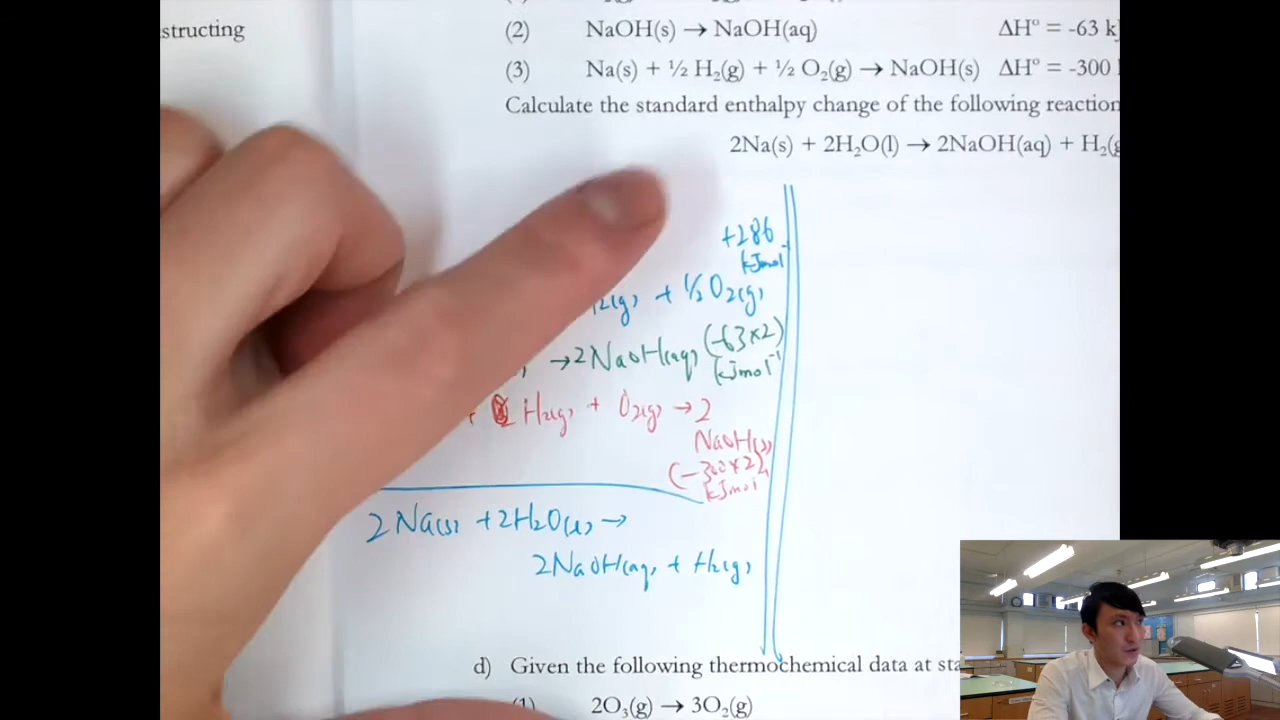 structing
(2) NaOH(s) → NaOH(aq) ΔH° = -63 k
(3) Na(s) + ½ H₂(g) + ½ O₂(g) → NaOH(s) ΔH° = -300
Calculate the standard enthalpy change of the following reaction
2Na(s) + 2H₂O(l) → 2NaOH(aq) + H₂(g
+286
kJmol⁻
2(g) + ½ O₂(g)
→ 2NaOH(aq) (-63×2)
kJmol⁻¹
+ H₂(g) + O₂(g) → 2
NaOH(s)
(-300×2)
kJmol⁻¹
2Na(s) + 2H₂O(l) →
2NaOH(aq) + H₂(g)
d) Given the following thermochemical data at sta
(1) 2O₃(g) → 3O₂(g)